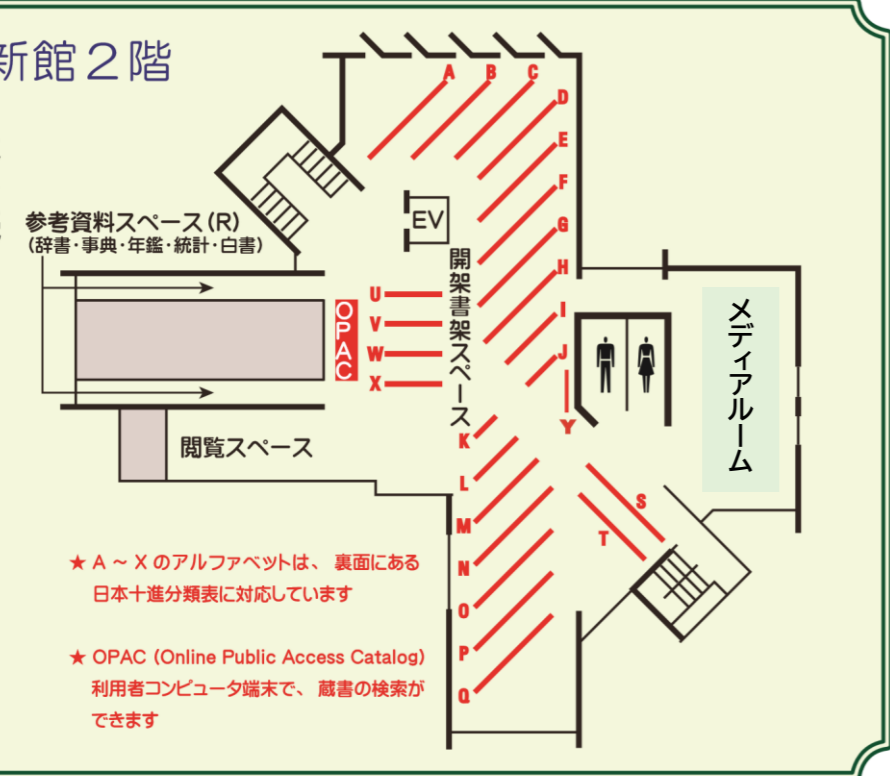 新館２階
A
B
C
D
E
F
G
H
I
J
Y
EV
参考資料スペース(R)
(辞書・事典・年鑑・統計・白書)
開架書架スペース
OPAC
U
V
W
X
メディアルーム
閲覧スペース
K
L
M
N
O
P
Q
S
T
★ A ～ X のアルファベットは、裏面にある
日本十進分類表に対応しています
★ OPAC (Online Public Access Catalog)
利用者コンピュータ端末で、蔵書の検索が
できます